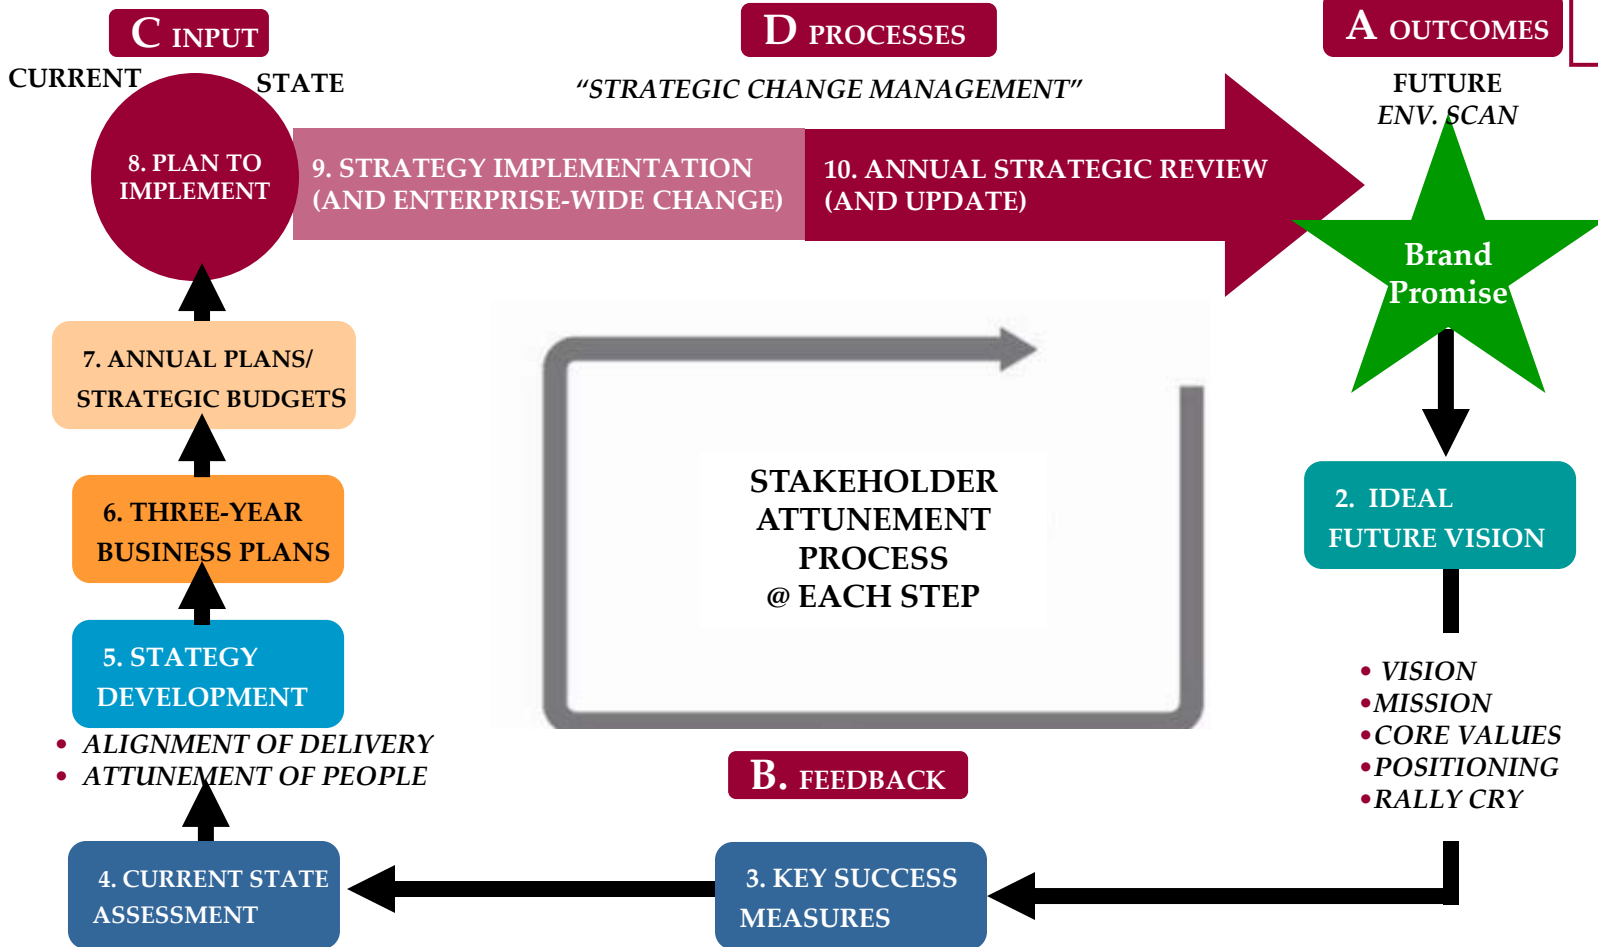 C INPUT
D PROCESSES
A OUTCOMES
CURRENT
STATE
"STRATEGIC CHANGE MANAGEMENT"
FUTURE
ENV. SCAN
8. PLAN TO
IMPLEMENT
9. STRATEGY IMPLEMENTATION
(AND ENTERPRISE-WIDE CHANGE)
10. ANNUAL STRATEGIC REVIEW
(AND UPDATE)
Brand
Promise
7. ANNUAL PLANS/
STRATEGIC BUDGETS
6. THREE-YEAR
BUSINESS PLANS
5. STATEGY
DEVELOPMENT
• ALIGNMENT OF DELIVERY
• ATTUNEMENT OF PEOPLE
4. CURRENT STATE
ASSESSMENT
STAKEHOLDER
ATTUNEMENT
PROCESS
@ EACH STEP
B. FEEDBACK
3. KEY SUCCESS
MEASURES
2. IDEAL
FUTURE VISION
• VISION
•MISSION
•CORE VALUES
•POSITIONING
•RALLY CRY